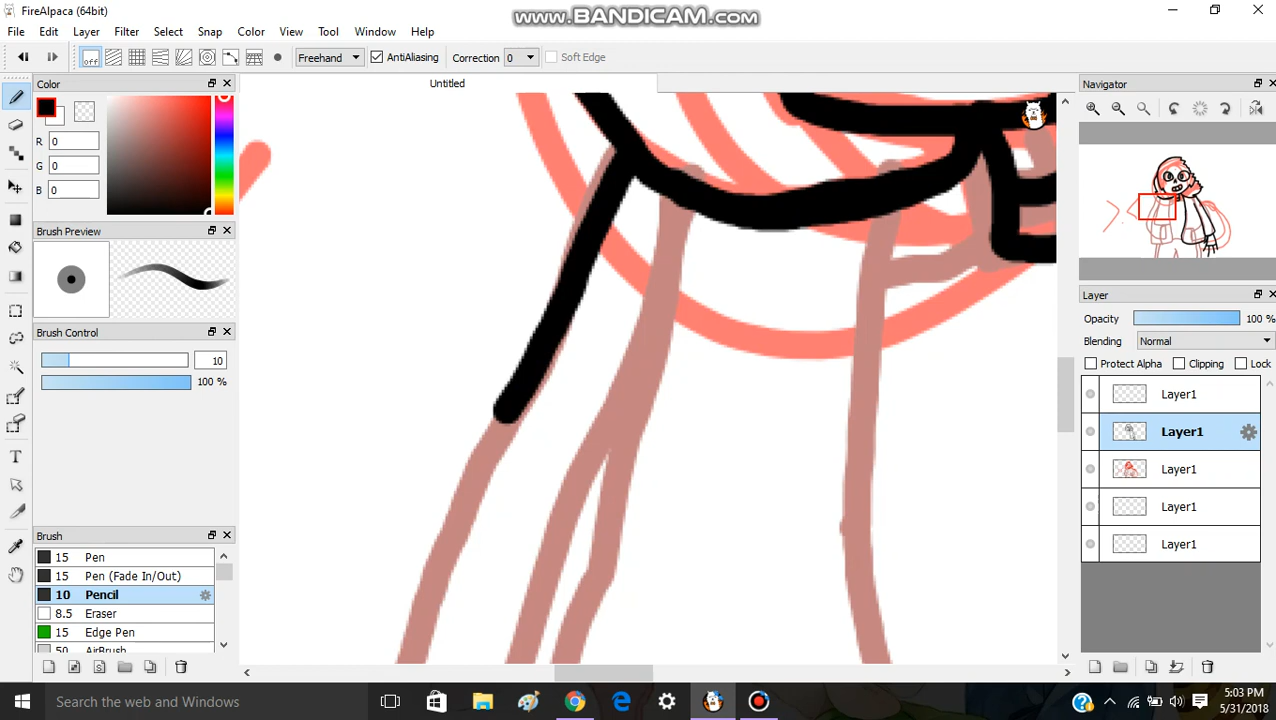 FireAlpaca (64bit)
www.BANDICAM.com
File Edit Layer Filter Select Snap Color View Tool Window Help
off Freehand AntiAliasing Correction 0 Soft Edge
Color
Untitled
Navigator
R 0
G 0
B 0
Brush Preview
Layer
Opacity 100 %
Brush Control
Blending Normal
10
Protect Alpha Clipping Lock
100 %
Layer1
Layer1
Layer1
Layer1
Layer1
Brush
15 Pen
15 Pen (Fade In/Out)
10 Pencil
8.5 Eraser
15 Edge Pen
50 AirBrush
Search the web and Windows
5:03 PM
5/31/2018